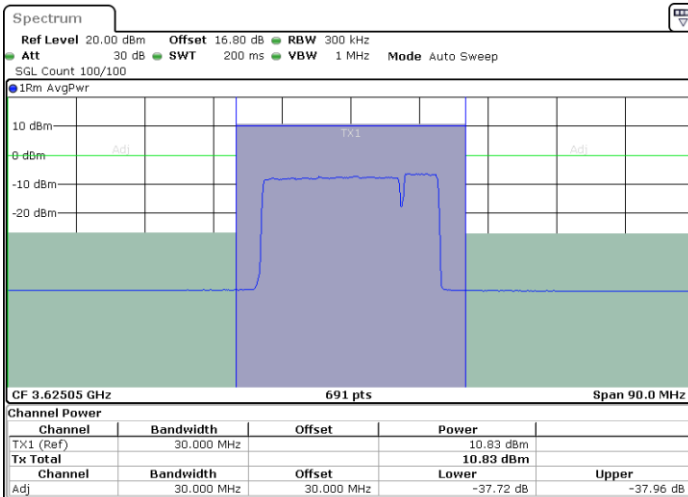 Spectrum
Ref Level 20.00 dBm Offset 16.80 dB RBW 300 kHz
Att 30 dB SWT 200 ms VBW 1 MHz Mode Auto Sweep
SGL Count 100/100
1Rm AvgPwr
10 dBm
TX1
Adj Adj
0 dBm
-10 dBm
-20 dBm
CF 3.62505 GHz 691 pts Span 90.0 MHz
Channel Power
Channel Bandwidth Offset Power
TX1 (Ref) 30.000 MHz 10.83 dBm
Tx Total 10.83 dBm
Channel Bandwidth Offset Lower Upper
Adj 30.000 MHz 30.000 MHz -37.72 dB -37.96 dB